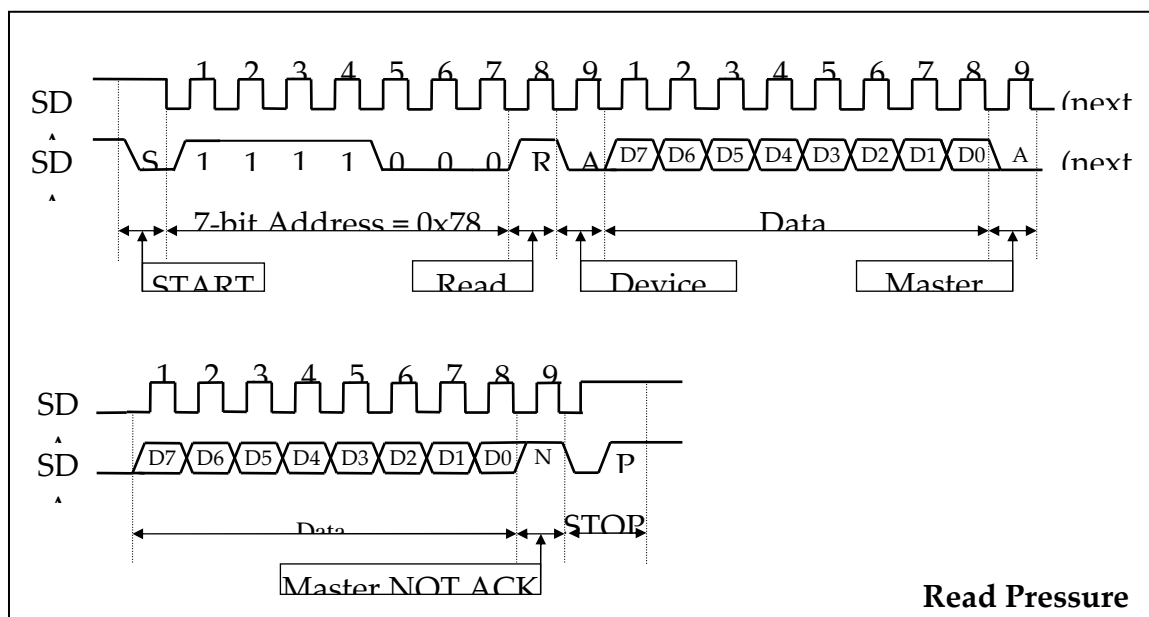 1 2 3 4 5 6 7 8 9 1 2 3 4 5 6 7 8 9
SD (next
A
S 1 1 1 1 0 0 0 R A D7 D6 D5 D4 D3 D2 D1 D0 A
SD (next
A
7-bit Address = 0x78 Data
START Read Device Master
1 2 3 4 5 6 7 8 9
SD
A
D7 D6 D5 D4 D3 D2 D1 D0 N P
SD
A
Data STOP
Master NOT ACK
Read Pressure